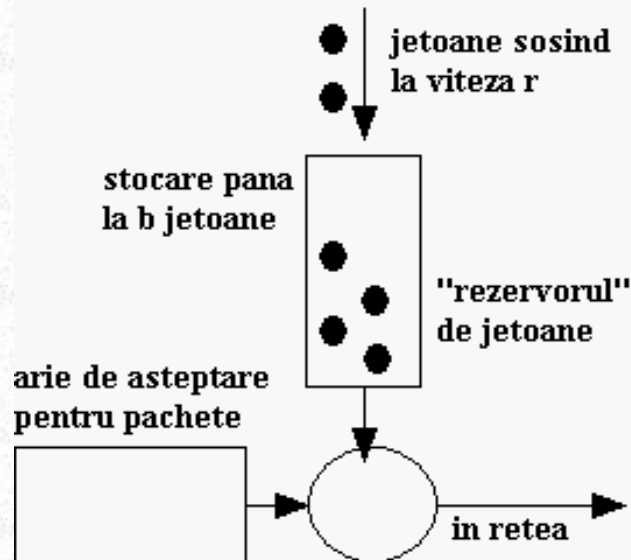 jetoane sosind
la viteza r
stocare pana
la b jetoane
"rezervorul"
de jetoane
arie de asteptare
pentru pachete
in retea